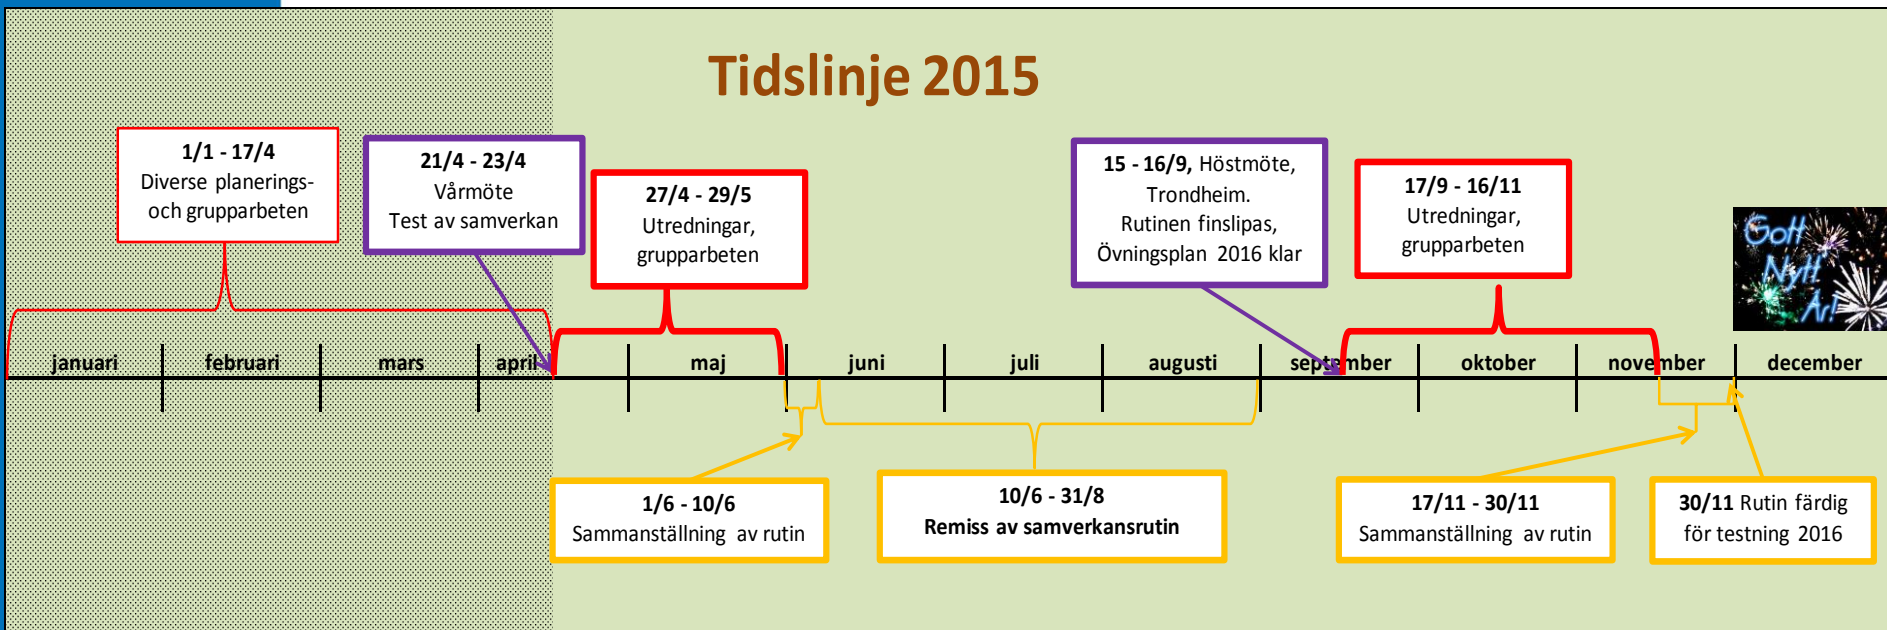 Tidslinje 2015
1/1 - 17/4
Diverse planerings-
och grupparbeten
21/4 - 23/4
Vårmöte
Test av samverkan
27/4 - 29/5
Utredningar,
grupparbeten
15 - 16/9, Höstmöte,
Trondheim.
Rutinen finslipas,
Övningsplan 2016 klar
17/9 - 16/11
Utredningar,
grupparbeten
Gott
Nytt
År!
januari februari mars april maj juni juli augusti september oktober november december
1/6 - 10/6
Sammanställning av rutin
10/6 - 31/8
Remiss av samverkansrutin
17/11 - 30/11
Sammanställning av rutin
30/11 Rutin färdig
för testning 2016